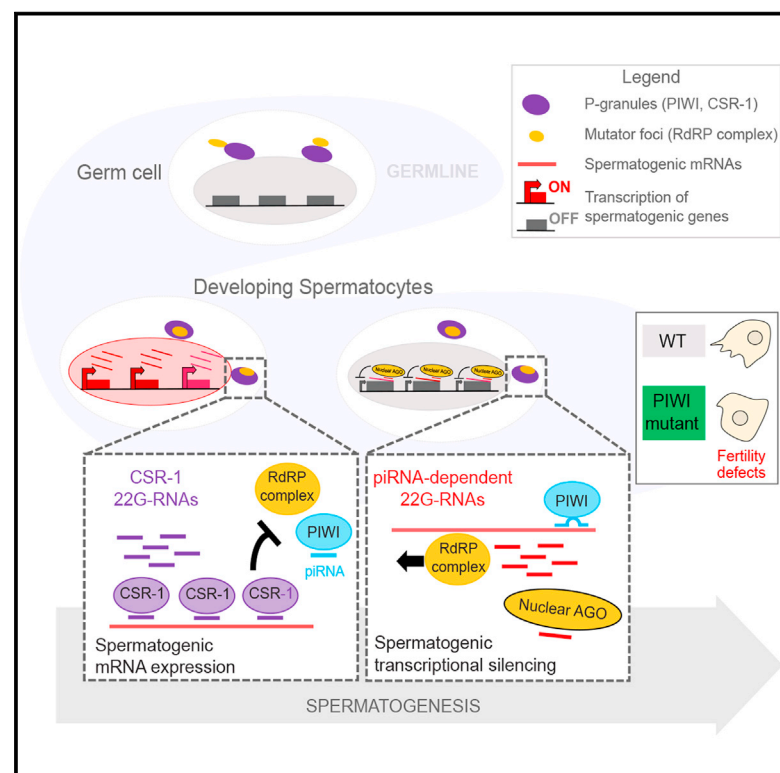 Legend
P-granules (PIWI, CSR-1)
Mutator foci (RdRP complex)
Spermatogenic mRNAs
ON
Transcription of
spermatogenic genes
OFF
Germ cell
GERMLINE
Developing Spermatocytes
Nuclear AGO
Nuclear AGO
Nuclear AGO
WT
PIWI
mutant
Fertility
defects
CSR-1
22G-RNAs
RdRP
complex
PIWI
piRNA
CSR-1
CSR-1
CSR-1
Spermatogenic
mRNA expression
piRNA-dependent
22G-RNAs
PIWI
RdRP
complex
Nuclear AGO
Spermatogenic
transcriptional silencing
SPERMATOGENESIS